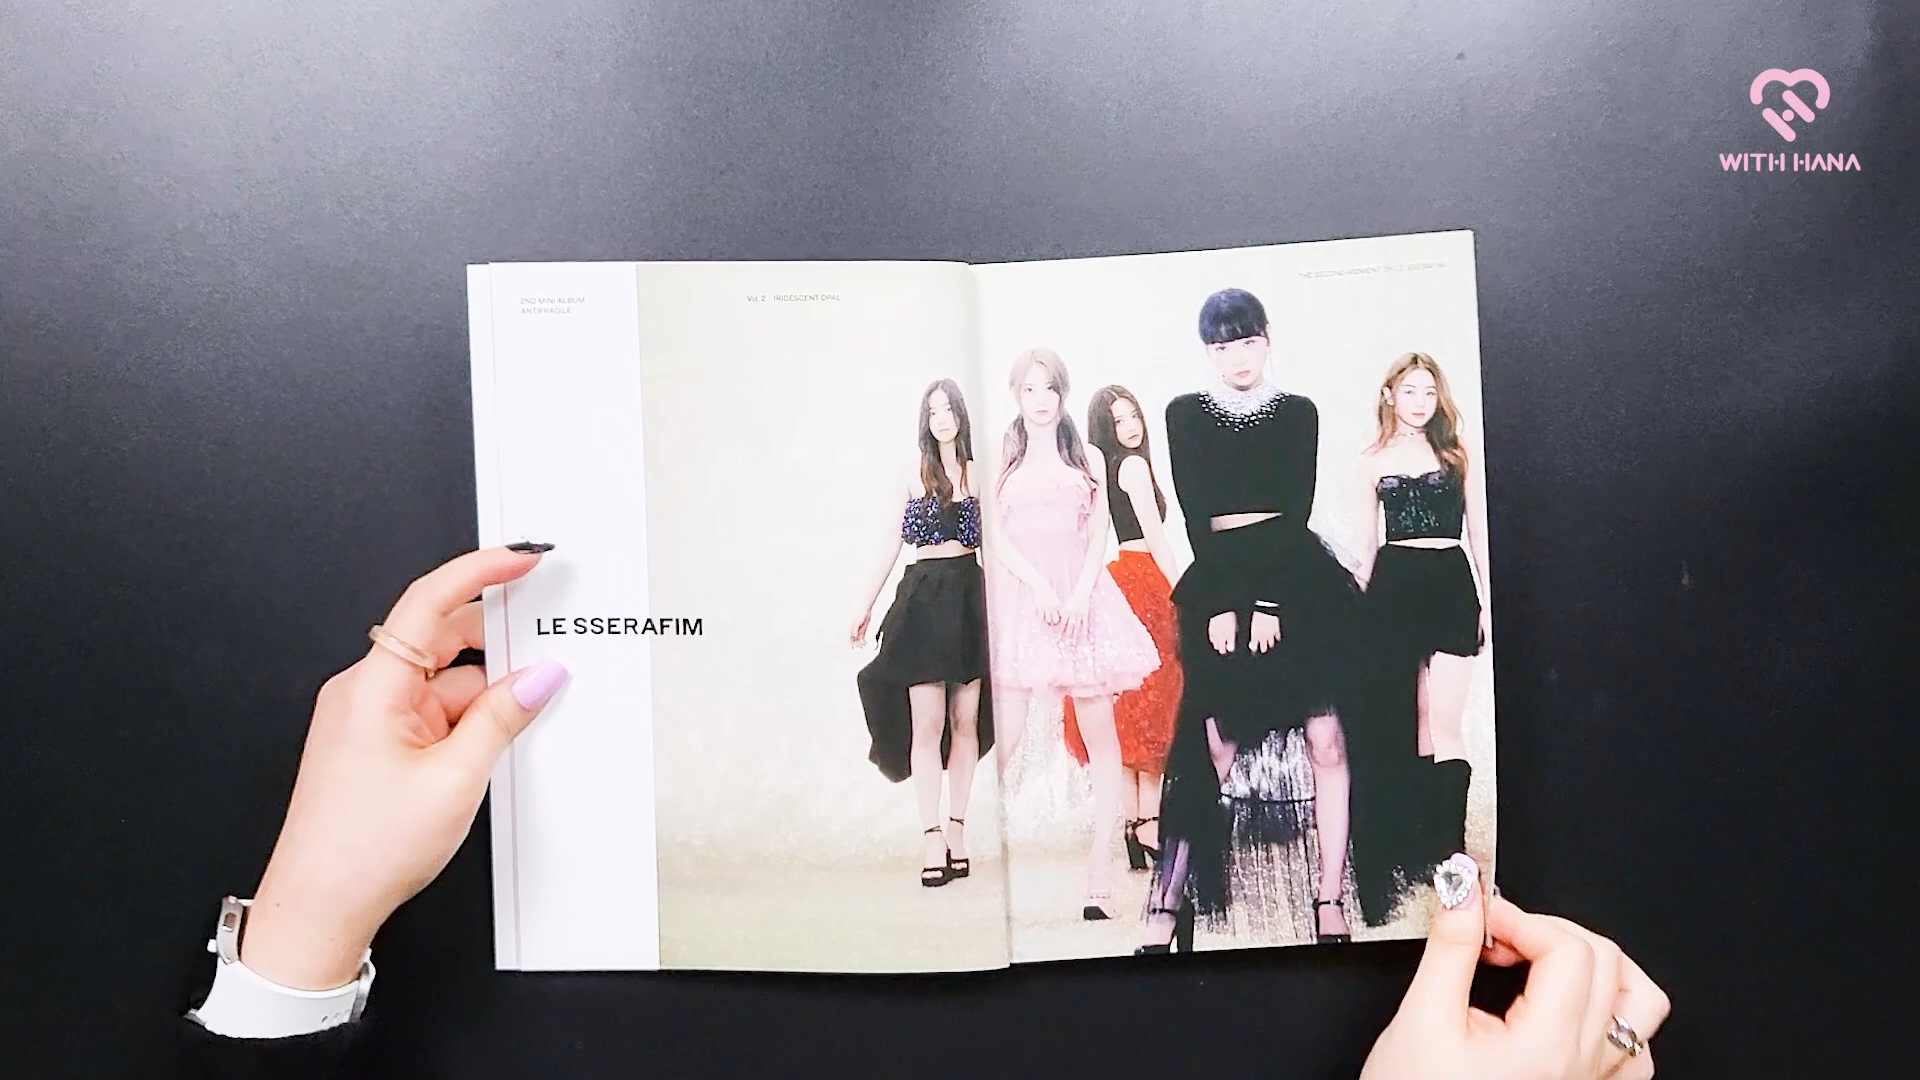 WITH HANA
2ND MINI ALBUM
ANTIFRAGILE
Vol. 2 IRIDESCENT OPAL
LE SSERAFIM